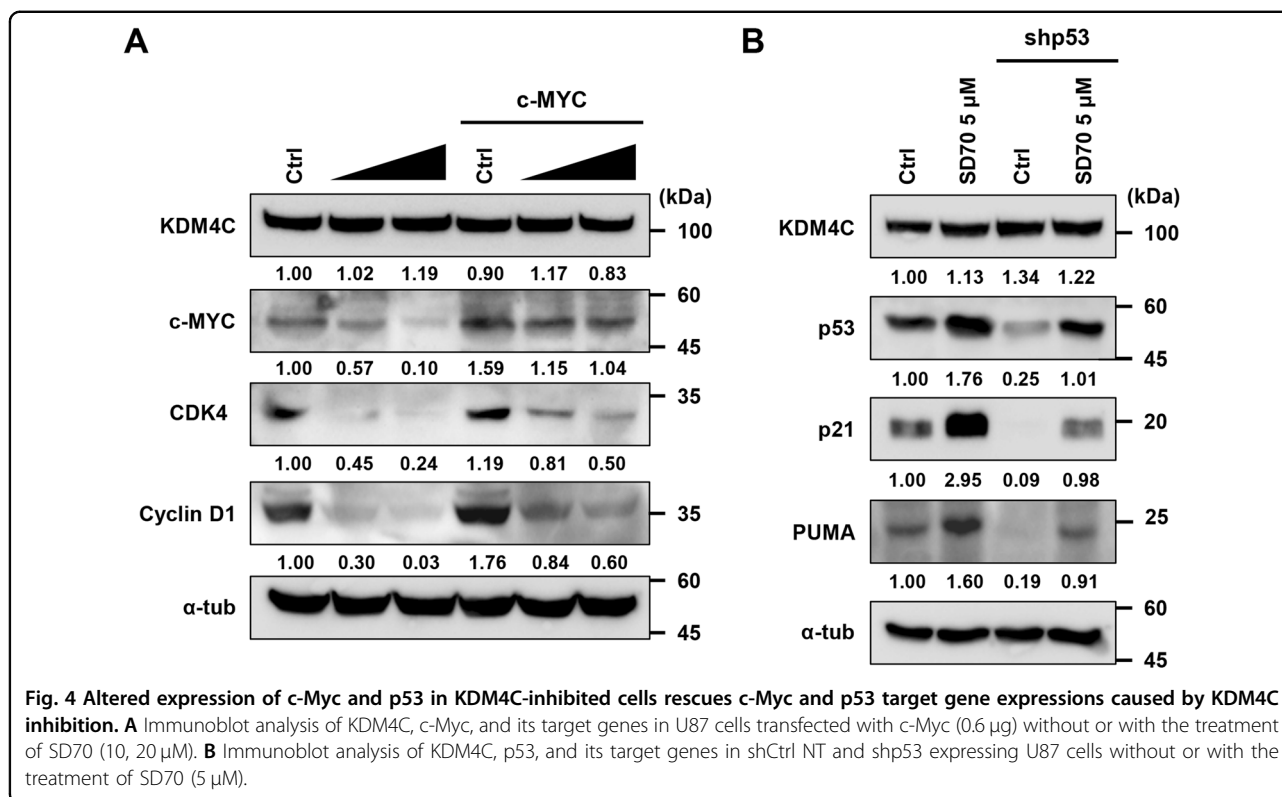 A
c-MYC
Ctrl
Ctrl
(kDa)
KDM4C
100
1.00 1.02 1.19 0.90 1.17 0.83
60
c-MYC
45
1.00 0.57 0.10 1.59 1.15 1.04
35
CDK4
1.00 0.45 0.24 1.19 0.81 0.50
Cyclin D1
35
1.00 0.30 0.03 1.76 0.84 0.60
60
α-tub
45
B
shp53
Ctrl
SD70 5 μM
Ctrl
SD70 5 μM
(kDa)
KDM4C
100
1.00 1.13 1.34 1.22
60
p53
45
1.00 1.76 0.25 1.01
p21
20
1.00 2.95 0.09 0.98
25
PUMA
1.00 1.60 0.19 0.91
60
α-tub
45
Fig. 4 Altered expression of c-Myc and p53 in KDM4C-inhibited cells rescues c-Myc and p53 target gene expressions caused by KDM4C
inhibition. A Immunoblot analysis of KDM4C, c-Myc, and its target genes in U87 cells transfected with c-Myc (0.6 μg) without or with the treatment
of SD70 (10, 20 μM). B Immunoblot analysis of KDM4C, p53, and its target genes in shCtrl NT and shp53 expressing U87 cells without or with the
treatment of SD70 (5 μM).